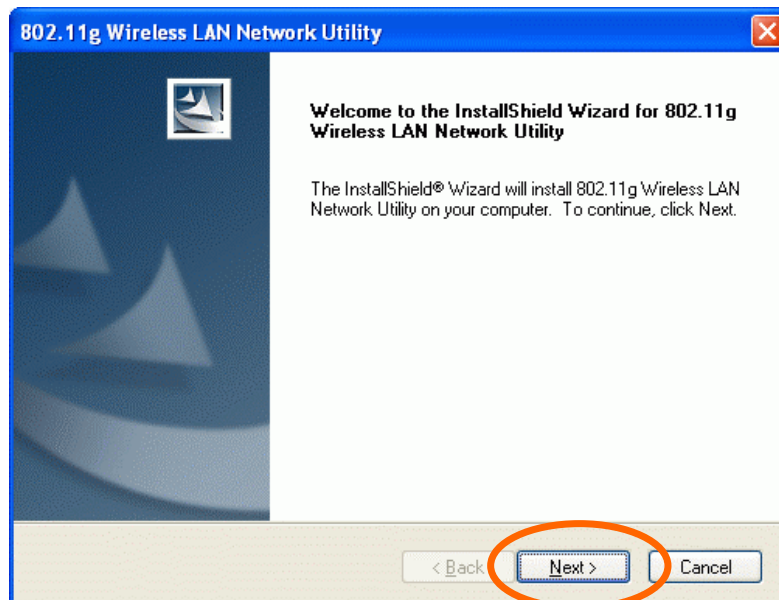 802.11g Wireless LAN Network Utility
Welcome to the InstallShield Wizard for 802.11g
Wireless LAN Network Utility
The InstallShield® Wizard will install 802.11g Wireless LAN
Network Utility on your computer. To continue, click Next.
< Back
Next >
Cancel